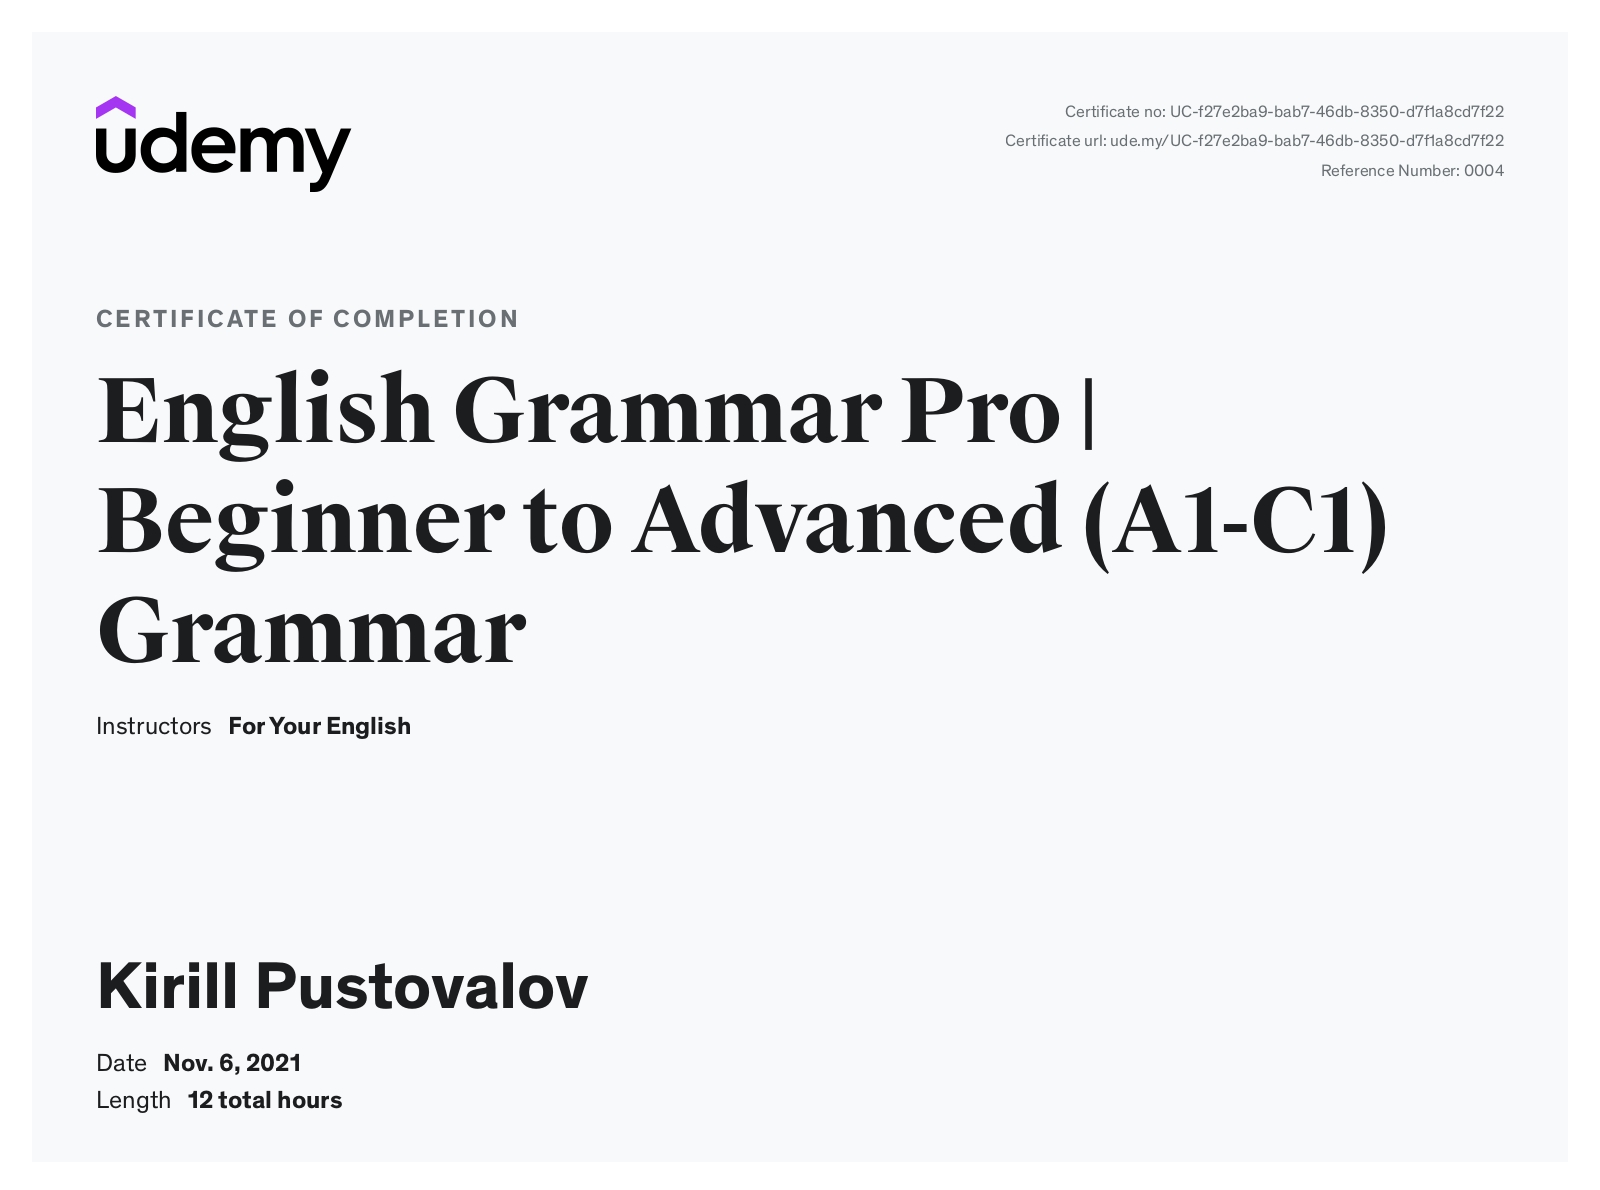 udemy
Certificate no: UC-f27e2ba9-bab7-46db-8350-d7f1a8cd7f22
Certificate url: ude.my/UC-f27e2ba9-bab7-46db-8350-d7f1a8cd7f22
Reference Number: 0004
CERTIFICATE OF COMPLETION
English Grammar Pro |
Beginner to Advanced (A1-C1)
Grammar
Instructors For Your English
Kirill Pustovalov
Date Nov. 6, 2021
Length 12 total hours